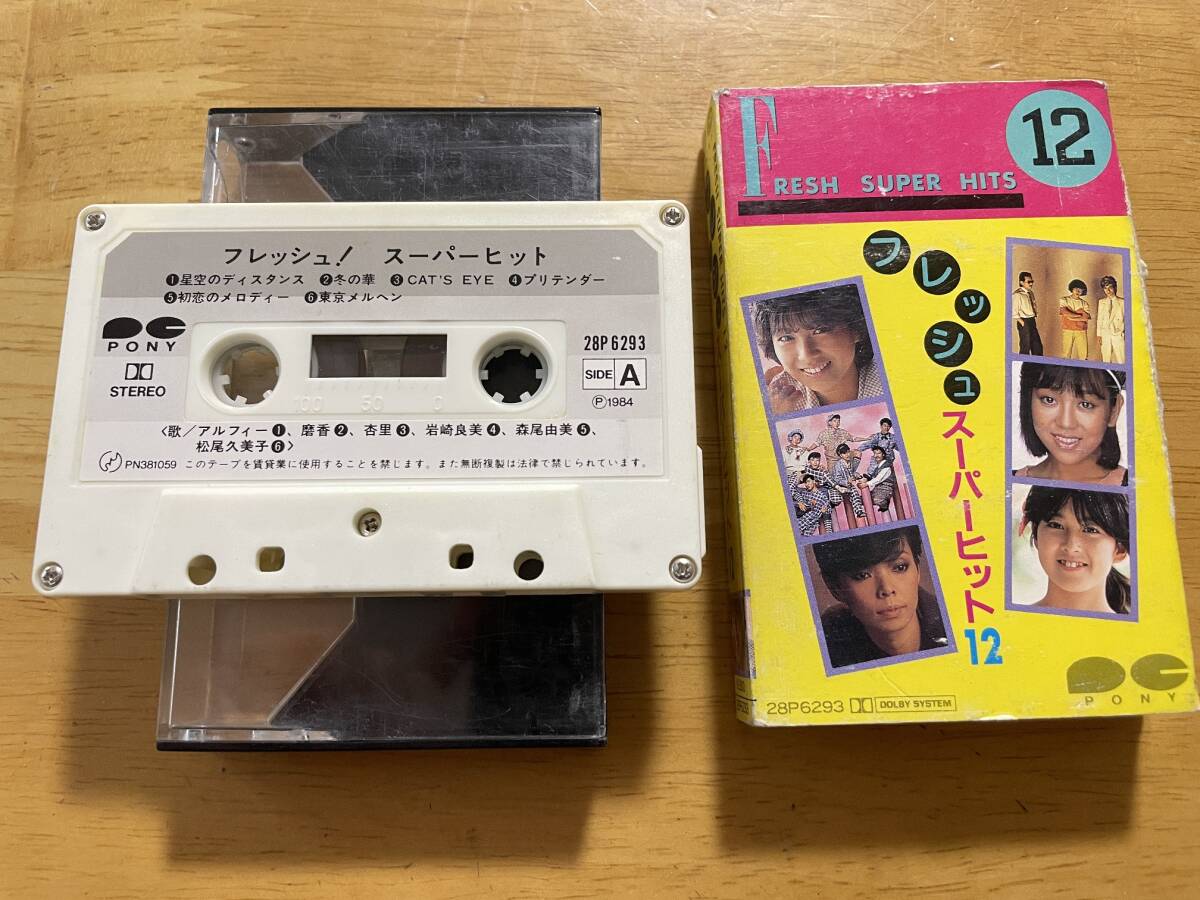 フレッシュ! スーパーヒット
❶星空のディスタンス ❷冬の華 ❸CAT'S EYE ❹プリテンダー
❺初恋のメロディー ❻東京メルヘン
PONY
STEREO
28P6293
SIDE A
Ⓟ1984
100 50 0
〈歌/アルフィー❶、磨香❷、杏里❸、岩崎良美❹、森尾由美❺、
松尾久美子❻〉
PN381059 このテープを賃貸業に使用することを禁じます。また無断複製は法律で禁じられています。
FRESH SUPER HITS
12
フレッシュ
スーパーヒット12
PONY
28P6293 DOLBY SYSTEM